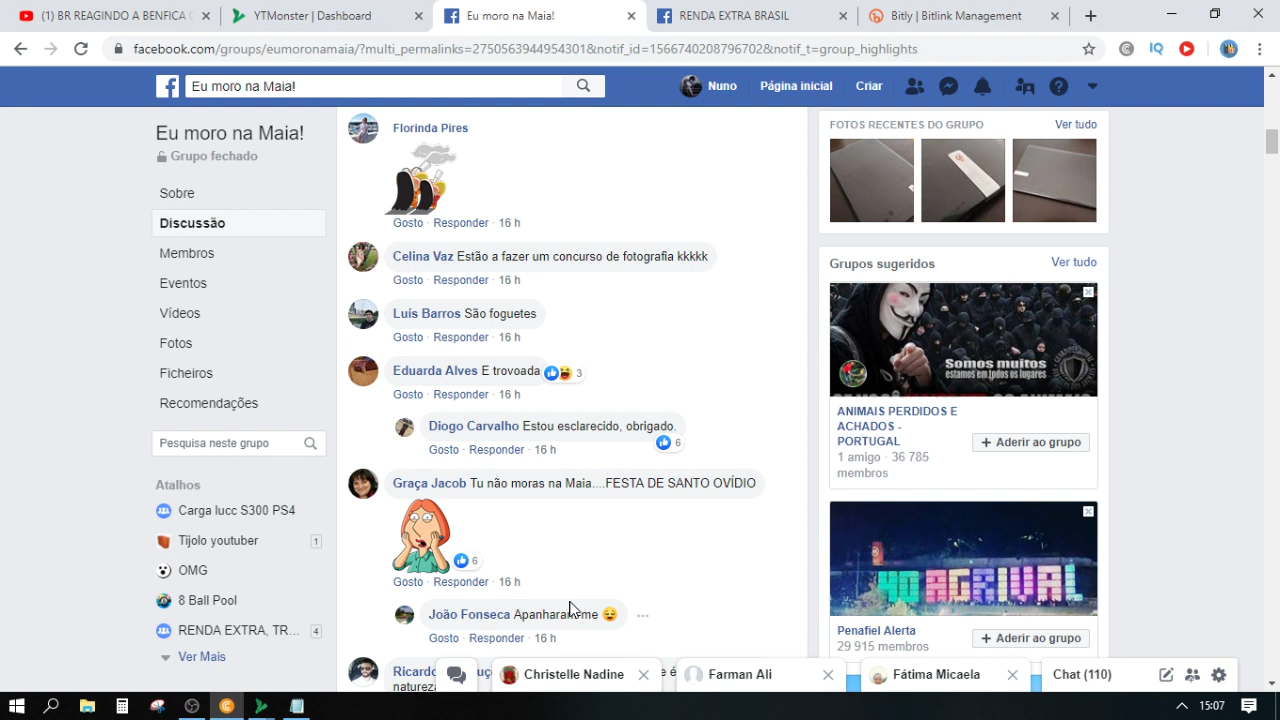 (1) BR REAGINDO A BENFICA
YTMonster | Dashboard
Eu moro na Maia!
RENDA EXTRA BRASIL
Bitly | Bitlink Management
facebook.com/groups/eumoronamaia/?multi_permalinks=2750563944954301&notif_id=1566740208796702&notif_t=group_highlights
IQ
Eu moro na Maia!
Nuno
Página inicial
Criar
Eu moro na Maia!
Grupo fechado
Sobre
Discussão
Membros
Eventos
Vídeos
Fotos
Ficheiros
Recomendações
Pesquisa neste grupo
Atalhos
Carga lucc S300 PS4
Tijolo youtuber 1
OMG
8 Ball Pool
RENDA EXTRA, TR... 4
Ver Mais
Florinda Pires
Gosto · Responder · 16 h
Celina Vaz Estão a fazer um concurso de fotografia kkkkk
Gosto · Responder · 16 h
Luis Barros São foguetes
Gosto · Responder · 16 h
Eduarda Alves E trovoada 3
Gosto · Responder · 16 h
Diogo Carvalho Estou esclarecido, obrigado.
6
Gosto · Responder · 16 h
Graça Jacob Tu não moras na Maia....FESTA DE SANTO OVÍDIO
6
Gosto · Responder · 16 h
João Fonseca
Gosto · Responder · 16 h
FOTOS RECENTES DO GRUPO Ver tudo
Grupos sugeridos Ver tudo
Somos muitos
estamos em todos os lugares
ANIMAIS PERDIDOS E
ACHADOS -
PORTUGAL
1 amigo · 36 785
membros
+ Aderir ao grupo
AGRIVAL
Penafiel Alerta
29 915 membros
+ Aderir ao grupo
Christelle Nadine
Farman Ali
Fátima Micaela
Chat (110)
15:07